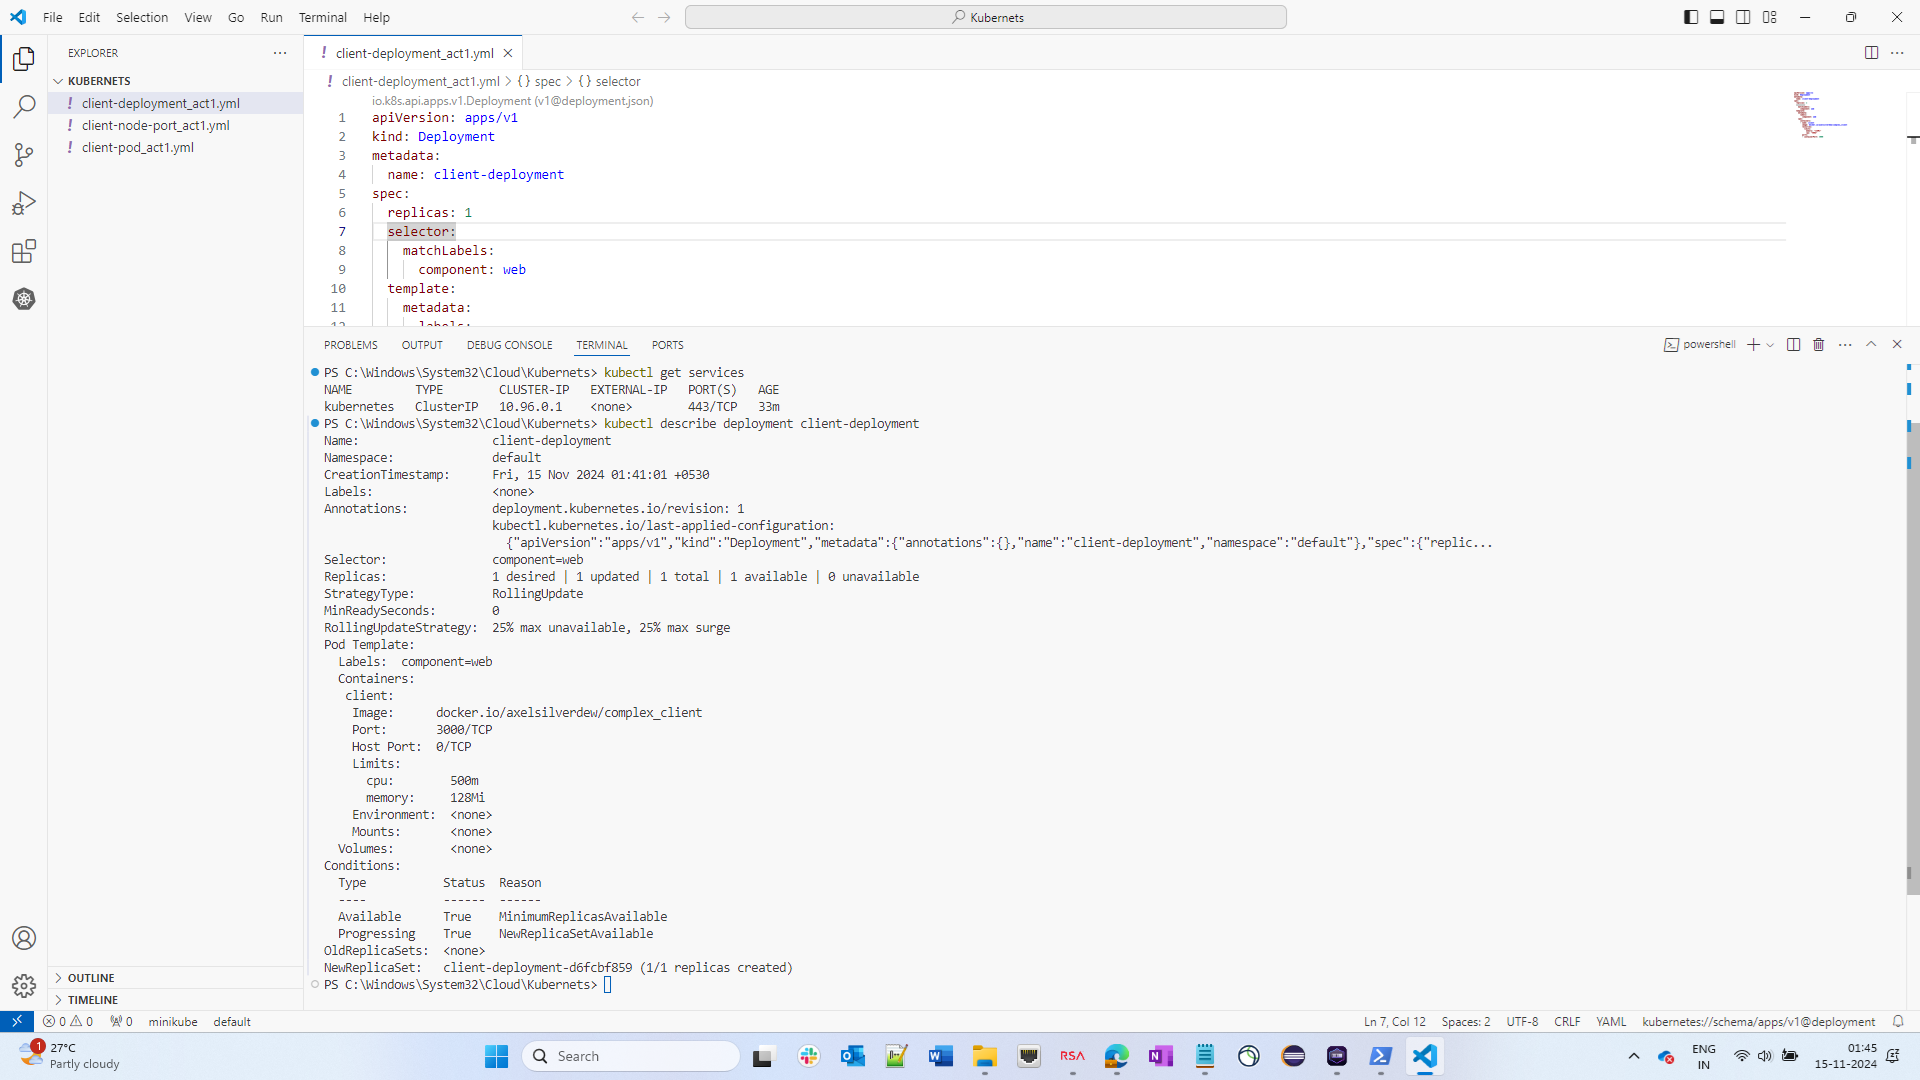 File Edit Selection View Go Run Terminal Help
Kubernets
EXPLORER
KUBERNETS
! client-deployment_act1.yml
! client-node-port_act1.yml
! client-pod_act1.yml
OUTLINE
TIMELINE
! client-deployment_act1.yml
! client-deployment_act1.yml > {} spec > {} selector
io.k8s.api.apps.v1.Deployment (v1@deployment.json)
1 apiVersion: apps/v1
2 kind: Deployment
3 metadata:
4 name: client-deployment
5 spec:
6 replicas: 1
7 selector:
8 matchLabels:
9 component: web
10 template:
11 metadata:
12 labels:
PROBLEMS OUTPUT DEBUG CONSOLE TERMINAL PORTS
powershell
PS C:\Windows\System32\Cloud\Kubernets> kubectl get services
NAME TYPE CLUSTER-IP EXTERNAL-IP PORT(S) AGE
kubernetes ClusterIP 10.96.0.1 <none> 443/TCP 33m
PS C:\Windows\System32\Cloud\Kubernets> kubectl describe deployment client-deployment
Name: client-deployment
Namespace: default
CreationTimestamp: Fri, 15 Nov 2024 01:41:01 +0530
Labels: <none>
Annotations: deployment.kubernetes.io/revision: 1
kubectl.kubernetes.io/last-applied-configuration:
{"apiVersion":"apps/v1","kind":"Deployment","metadata":{"annotations":{},"name":"client-deployment","namespace":"default"},"spec":{"replic...
Selector: component=web
Replicas: 1 desired | 1 updated | 1 total | 1 available | 0 unavailable
StrategyType: RollingUpdate
MinReadySeconds: 0
RollingUpdateStrategy: 25% max unavailable, 25% max surge
Pod Template:
Labels: component=web
Containers:
client:
Image: docker.io/axelsilverdew/complex_client
Port: 3000/TCP
Host Port: 0/TCP
Limits:
cpu: 500m
memory: 128Mi
Environment: <none>
Mounts: <none>
Volumes: <none>
Conditions:
Type Status Reason
---- ------ ------
Available True MinimumReplicasAvailable
Progressing True NewReplicaSetAvailable
OldReplicaSets: <none>
NewReplicaSet: client-deployment-d6fcbf859 (1/1 replicas created)
PS C:\Windows\System32\Cloud\Kubernets>
0 0 0 minikube default
Ln 7, Col 12 Spaces: 2 UTF-8 CRLF YAML kubernetes://schema/apps/v1@deployment
1
27°C
Partly cloudy
Search
RSA
ENG
IN
01:45
15-11-2024